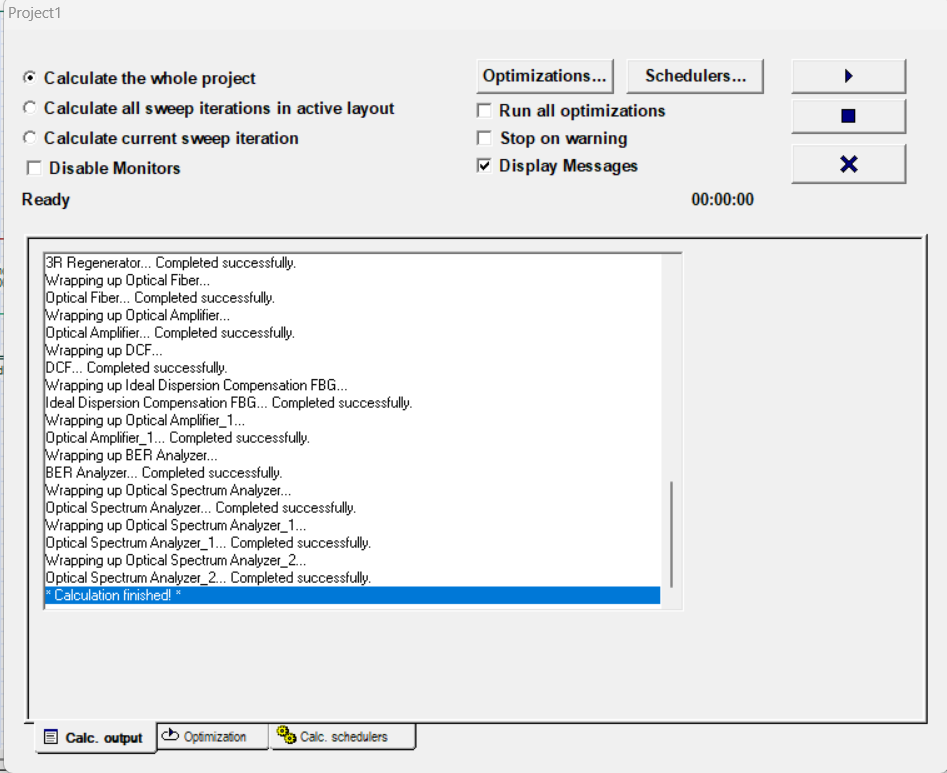 Project1
Calculate the whole project
Calculate all sweep iterations in active layout
Calculate current sweep iteration
Disable Monitors
Ready
Optimizations...
Schedulers...
Run all optimizations
Stop on warning
Display Messages
00:00:00
3R Regenerator... Completed successfully.
Wrapping up Optical Fiber...
Optical Fiber... Completed successfully.
Wrapping up Optical Amplifier...
Optical Amplifier... Completed successfully.
Wrapping up DCF...
DCF... Completed successfully.
Wrapping up Ideal Dispersion Compensation FBG...
Ideal Dispersion Compensation FBG... Completed successfully.
Wrapping up Optical Amplifier_1...
Optical Amplifier_1... Completed successfully.
Wrapping up BER Analyzer...
BER Analyzer... Completed successfully.
Wrapping up Optical Spectrum Analyzer...
Optical Spectrum Analyzer... Completed successfully.
Wrapping up Optical Spectrum Analyzer_1...
Optical Spectrum Analyzer_1... Completed successfully.
Wrapping up Optical Spectrum Analyzer_2...
Optical Spectrum Analyzer_2... Completed successfully.
* Calculation finished! *
Calc. output
Optimization
Calc. schedulers